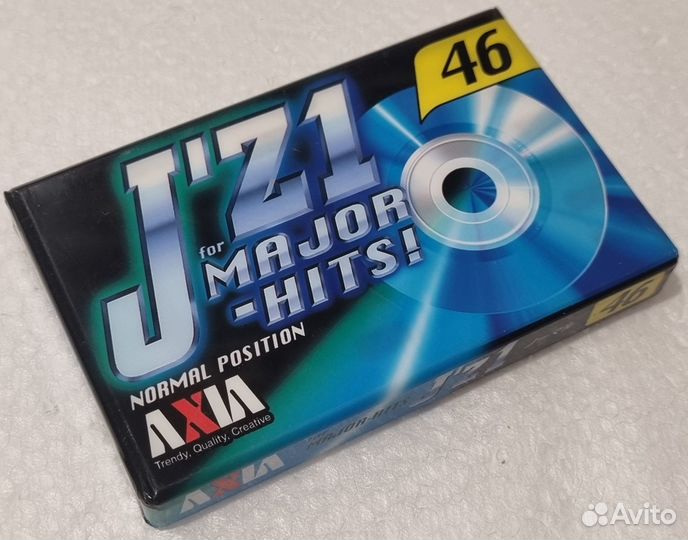 46
J'Z1
for MAJOR
-HITS!
NORMAL POSITION
AXIA
Trendy, Quality, Creative
AXIA
MAJOR-HITS
J'Z1
46
Avito